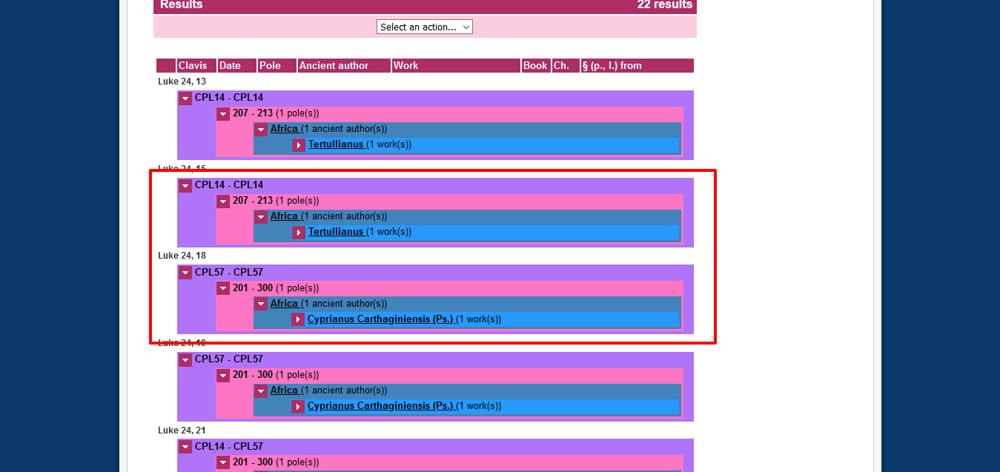 Results 22 results
Select an action...
Clavis Date Pole Ancient author Work Book Ch. § (p., l.) from
Luke 24, 13
CPL14 - CPL14
207 - 213 (1 pole(s))
Africa (1 ancient author(s))
Tertullianus (1 work(s))
Luke 24, 15
CPL14 - CPL14
207 - 213 (1 pole(s))
Africa (1 ancient author(s))
Tertullianus (1 work(s))
Luke 24, 18
CPL57 - CPL57
201 - 300 (1 pole(s))
Africa (1 ancient author(s))
Cyprianus Carthaginiensis (Ps.) (1 work(s))
Luke 24, 19
CPL57 - CPL57
201 - 300 (1 pole(s))
Africa (1 ancient author(s))
Cyprianus Carthaginiensis (Ps.) (1 work(s))
Luke 24, 21
CPL14 - CPL57
201 - 300 (1 pole(s))